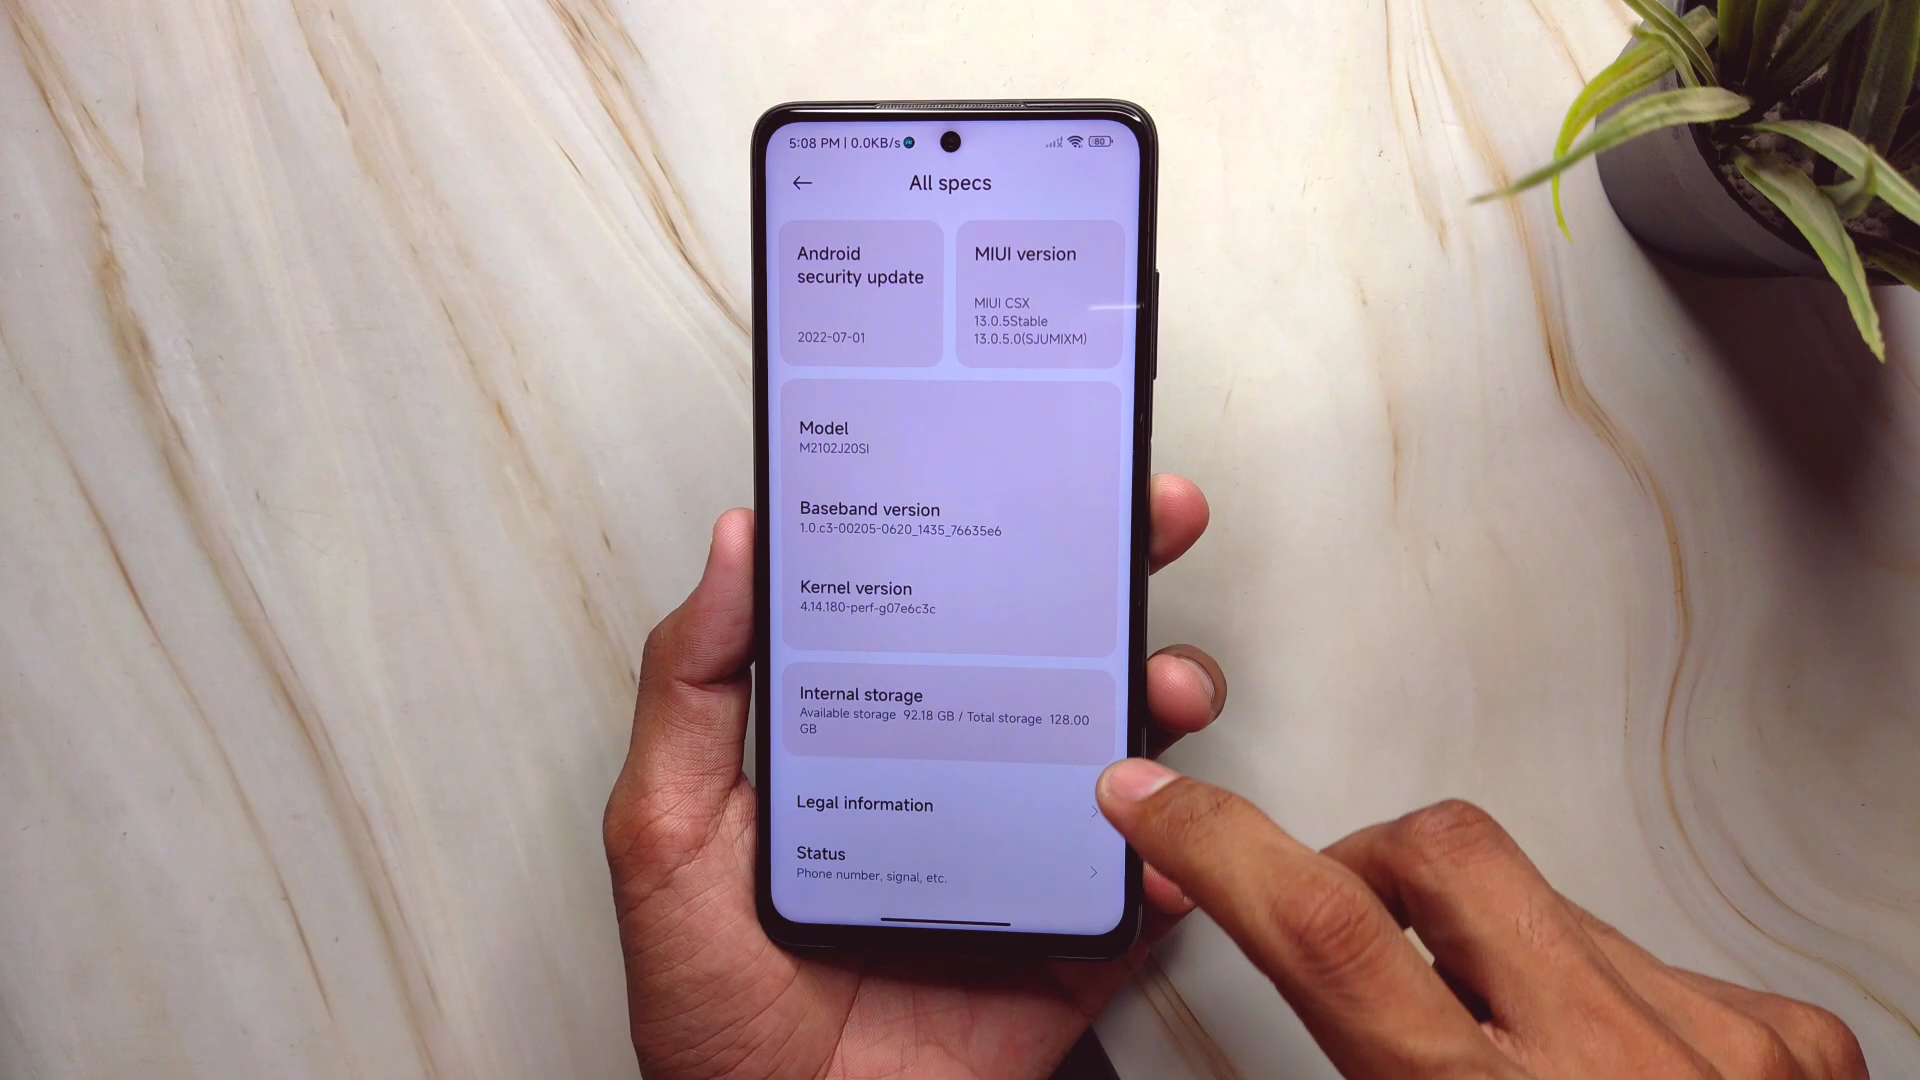 5:08 PM | 0.0KB/s
80
All specs
Android
security update
2022-07-01
MIUI version
MIUI CSX
13.0.5Stable
13.0.5.0(SJUMIXM)
Model
M2102J20SI
Baseband version
1.0.c3-00205-0620_1435_76635e6
Kernel version
4.14.180-perf-g07e6c3c
Internal storage
Available storage 92.18 GB / Total storage 128.00
GB
Legal information
Status
Phone number, signal, etc.